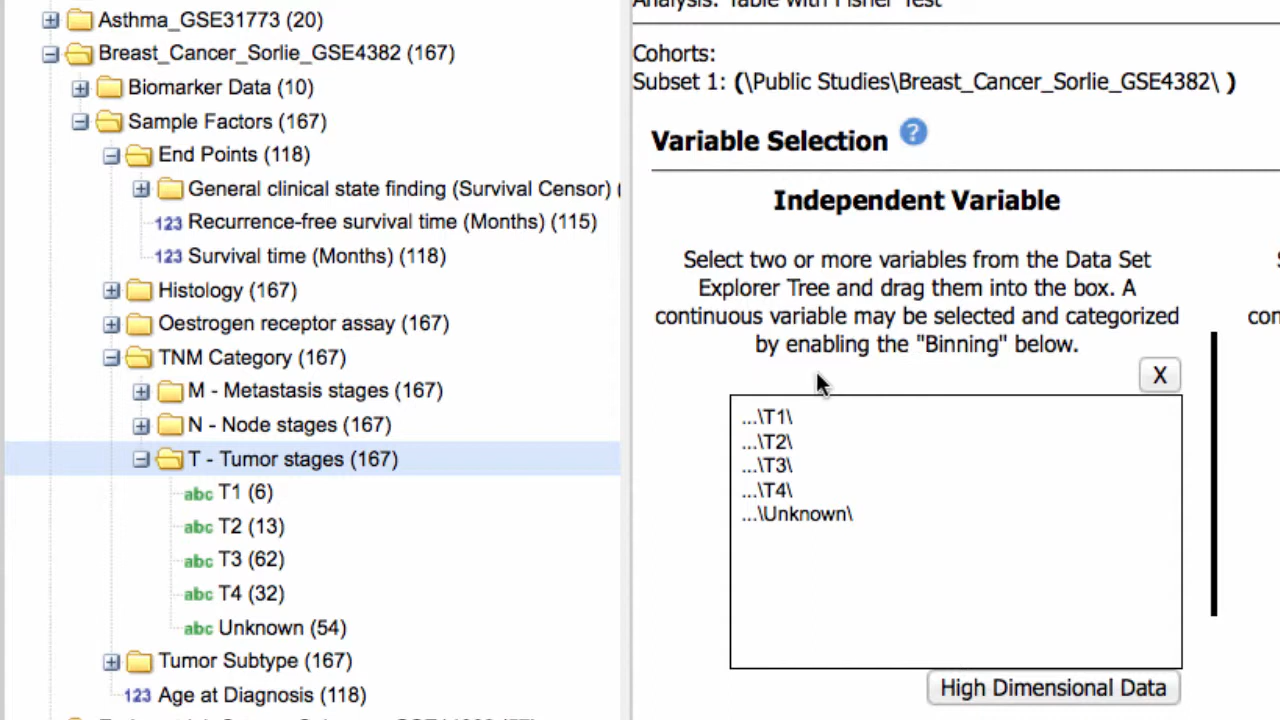 Asthma_GSE31773 (20)
Breast_Cancer_Sorlie_GSE4382 (167)
Biomarker Data (10)
Sample Factors (167)
End Points (118)
General clinical state finding (Survival Censor) (
123 Recurrence-free survival time (Months) (115)
123 Survival time (Months) (118)
Histology (167)
Oestrogen receptor assay (167)
TNM Category (167)
M - Metastasis stages (167)
N - Node stages (167)
T - Tumor stages (167)
abc T1 (6)
abc T2 (13)
abc T3 (62)
abc T4 (32)
abc Unknown (54)
Tumor Subtype (167)
123 Age at Diagnosis (118)
Analysis: Table with Fisher Test
Cohorts:
Subset 1: (\Public Studies\Breast_Cancer_Sorlie_GSE4382\ )
Variable Selection ?
Independent Variable
Select two or more variables from the Data Set
Explorer Tree and drag them into the box. A
continuous variable may be selected and categorized
by enabling the "Binning" below.
X
...\T1\
...\T2\
...\T3\
...\T4\
...\Unknown\
High Dimensional Data